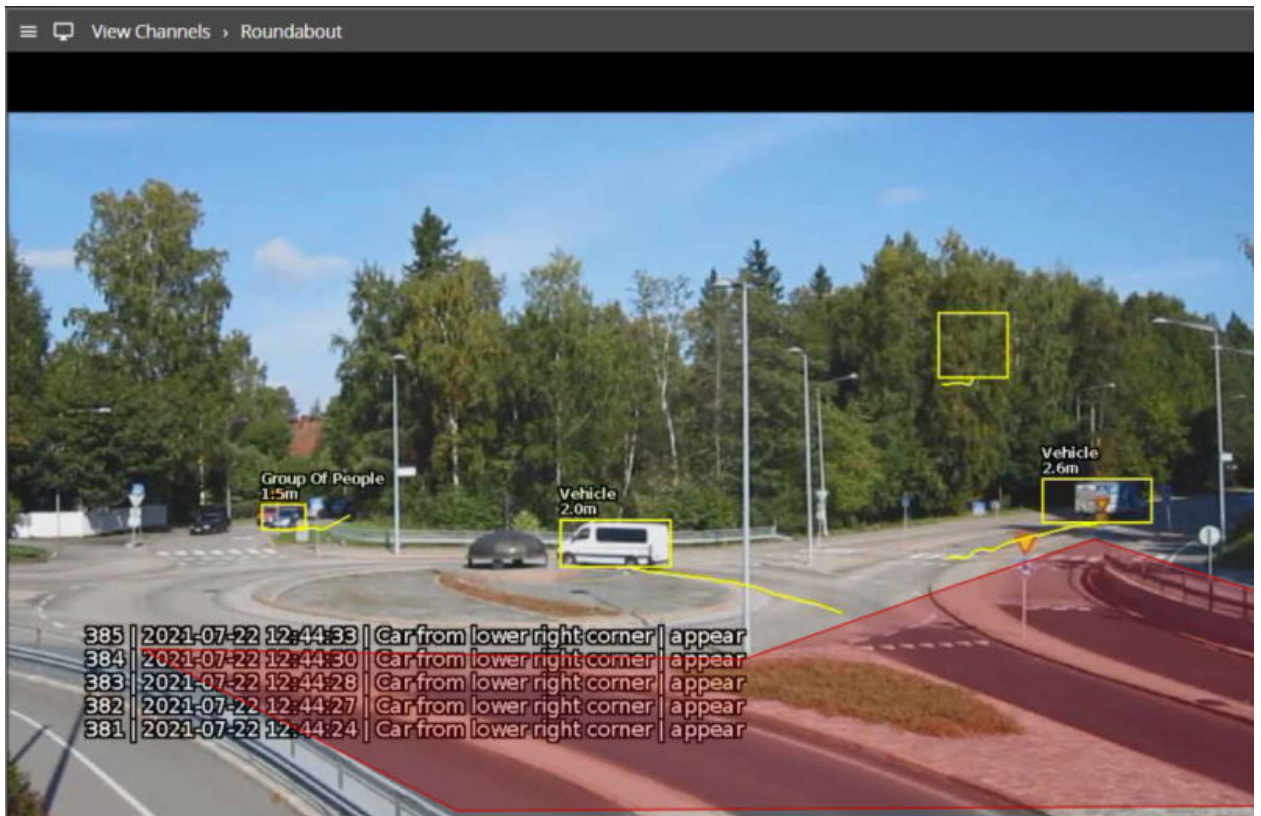 View Channels › Roundabout
Group Of People
1.5m
Vehicle
2.0m
Vehicle
2.6m
385 | 2021-07-22 12:44:33 | Car from lower right corner | appear
384 | 2021-07-22 12:44:30 | Car from lower right corner | appear
383 | 2021-07-22 12:44:28 | Car from lower right corner | appear
382 | 2021-07-22 12:44:27 | Car from lower right corner | appear
381 | 2021-07-22 12:44:24 | Car from lower right corner | appear